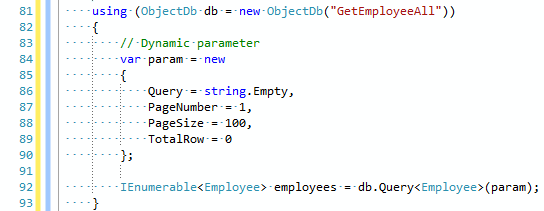 81 using (ObjectDb db = new ObjectDb("GetEmployeeAll"))
82 {
83 // Dynamic parameter
84 var param = new
85 {
86 Query = string.Empty,
87 PageNumber = 1,
88 PageSize = 100,
89 TotalRow = 0
90 };
91
92 IEnumerable<Employee> employees = db.Query<Employee>(param);
93 }